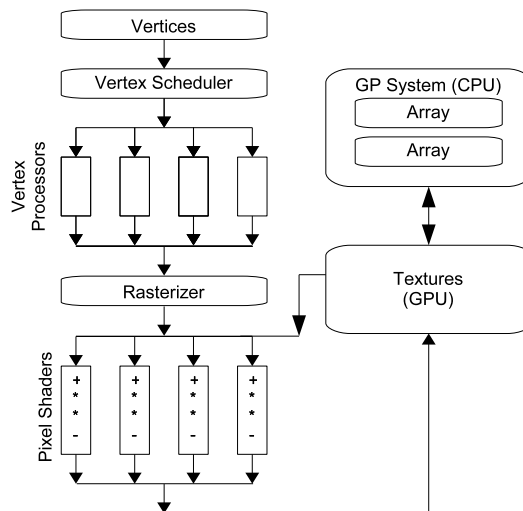 Vertices
Vertex Scheduler
Vertex
Processors
Rasterizer
Pixel Shaders
+
*
*
-
+
*
*
-
+
*
*
-
+
*
*
-
GP System (CPU)
Array
Array
Textures
(GPU)